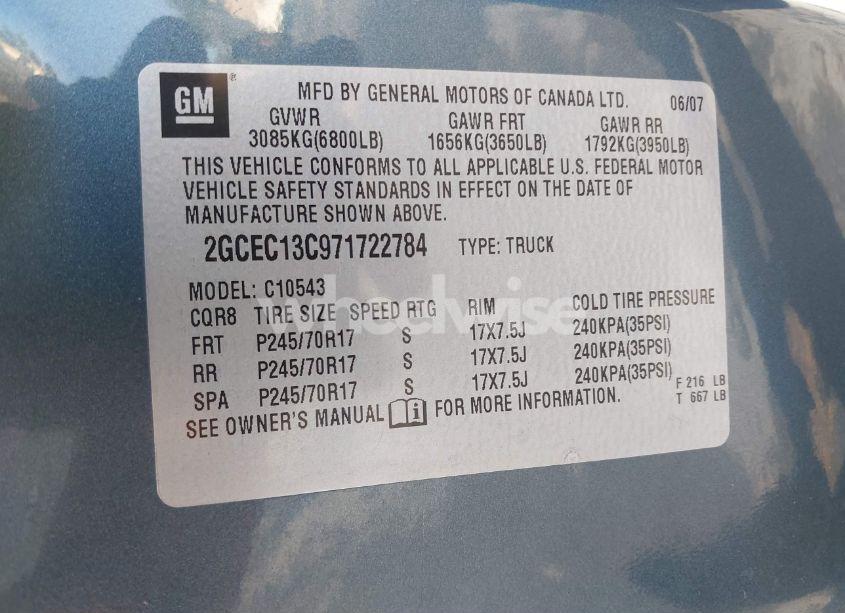 GM ® MFD BY GENERAL MOTORS OF CANADA LTD. 06/07
GVWR GAWR FRT GAWR RR
3085KG(6800LB) 1656KG(3650LB) 1792KG(3950LB)
THIS VEHICLE CONFORMS TO ALL APPLICABLE U.S. FEDERAL MOTOR
VEHICLE SAFETY STANDARDS IN EFFECT ON THE DATE OF
MANUFACTURE SHOWN ABOVE.
2GCEC13C971722784 TYPE: TRUCK
MODEL: C10543
CQR8 TIRE SIZE SPEED RTG RIM COLD TIRE PRESSURE
FRT P245/70R17 S 17X7.5J 240KPA(35PSI)
RR P245/70R17 S 17X7.5J 240KPA(35PSI)
SPA P245/70R17 S 17X7.5J 240KPA(35PSI)
F 216 LB
T 667 LB
SEE OWNER'S MANUAL i FOR MORE INFORMATION.
wheelwise